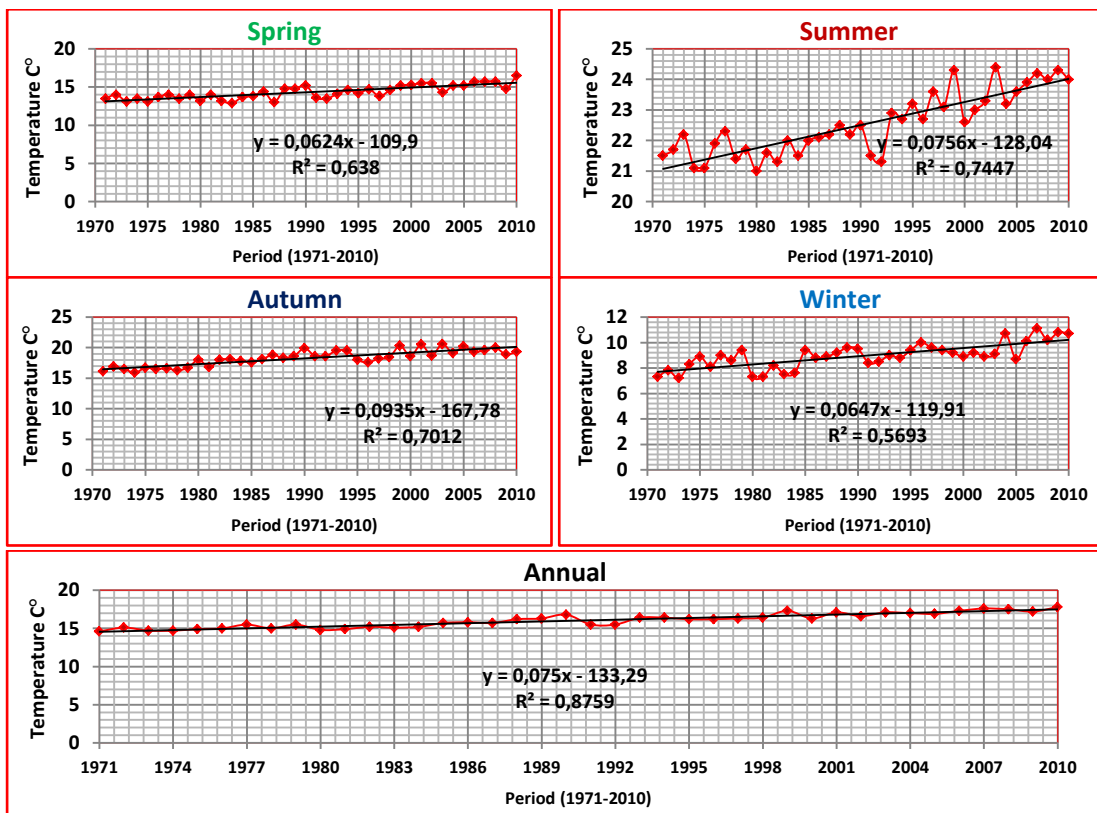 Spring
Temperature C°
20
15
10
5
0
y = 0,0624x - 109,9
R² = 0,638
1970 1975 1980 1985 1990 1995 2000 2005 2010
Period (1971-2010)
Summer
Temperature C°
25
24
23
22
21
20
y = 0,0756x - 128,04
R² = 0,7447
1970 1975 1980 1985 1990 1995 2000 2005 2010
Period (1971-2010)
Autumn
Temperature C°
25
20
15
10
5
0
y = 0,0935x - 167,78
R² = 0,7012
1970 1975 1980 1985 1990 1995 2000 2005 2010
Period (1971-2010)
Winter
Temperature C°
12
10
8
6
4
2
0
y = 0,0647x - 119,91
R² = 0,5693
1970 1975 1980 1985 1990 1995 2000 2005 2010
Period (1971-2010)
Annual
Temperature C°
20
15
10
5
0
y = 0,075x - 133,29
R² = 0,8759
1971 1974 1977 1980 1983 1986 1989 1992 1995 1998 2001 2004 2007 2010
Period (1971-2010)